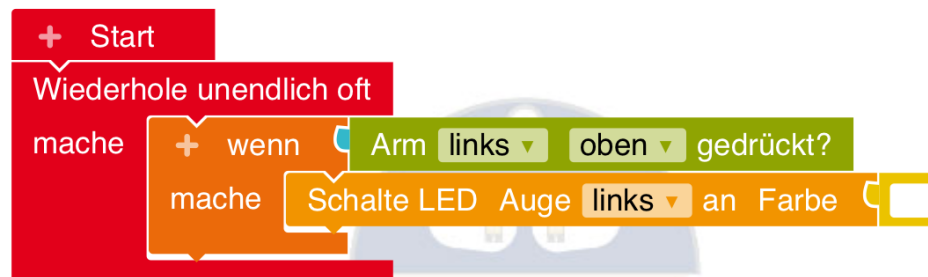 + Start
Wiederhole unendlich oft
mache + wenn Arm links ▾ oben ▾ gedrückt?
mache Schalte LED Auge links ▾ an Farbe